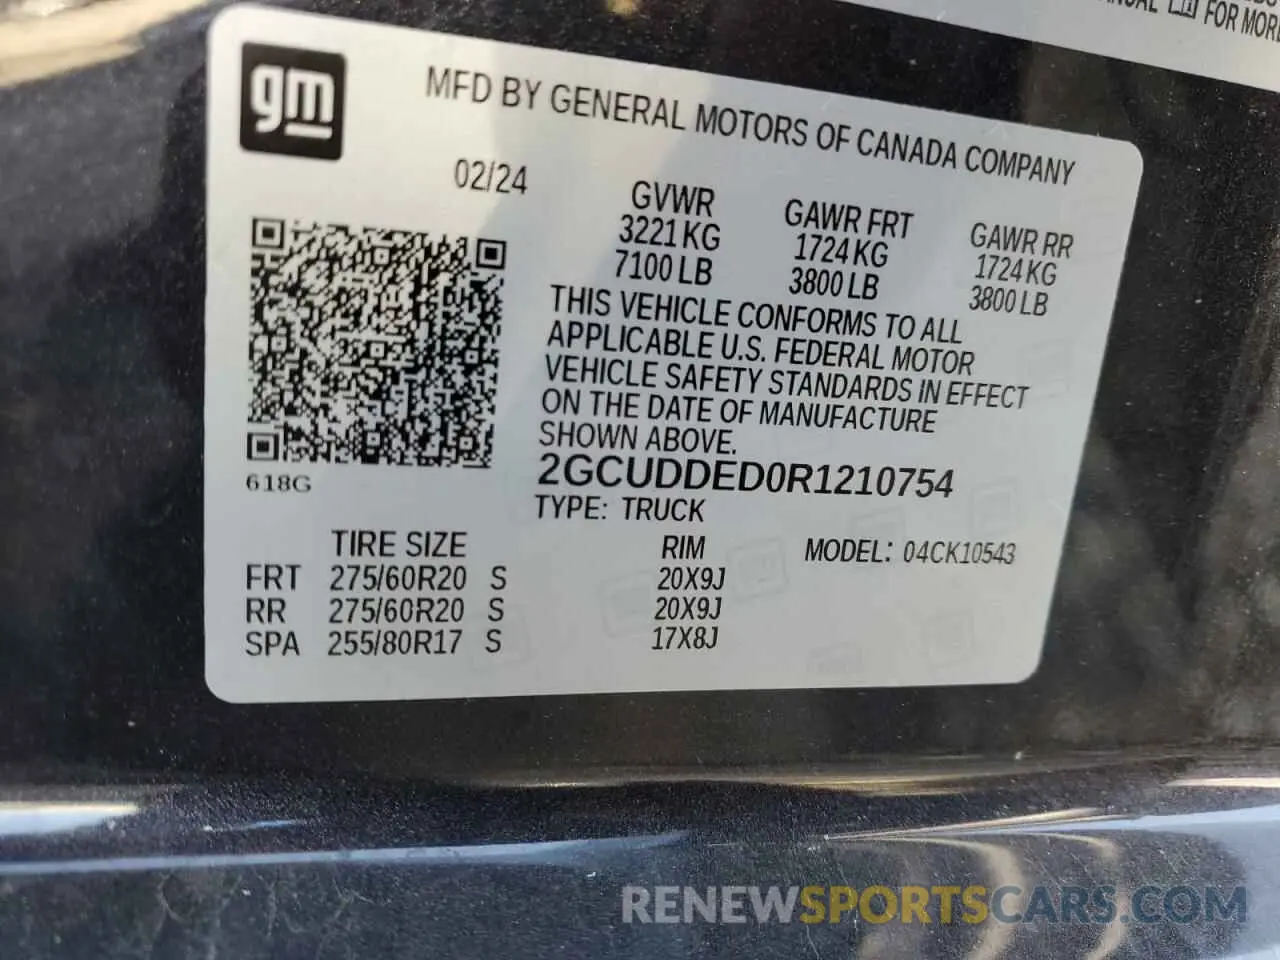 NUAL FOR MORE
gm
MFD BY GENERAL MOTORS OF CANADA COMPANY
02/24
GVWR GAWR FRT GAWR RR
3221 KG 1724 KG 1724 KG
7100 LB 3800 LB 3800 LB
THIS VEHICLE CONFORMS TO ALL
APPLICABLE U.S. FEDERAL MOTOR
VEHICLE SAFETY STANDARDS IN EFFECT
ON THE DATE OF MANUFACTURE
SHOWN ABOVE.
2GCUDDED0R1210754
618G
TYPE: TRUCK
TIRE SIZE RIM MODEL: 04CK10543
FRT 275/60R20 S 20X9J
RR 275/60R20 S 20X9J
SPA 255/80R17 S 17X8J
RENEWSPORTSCARS.COM